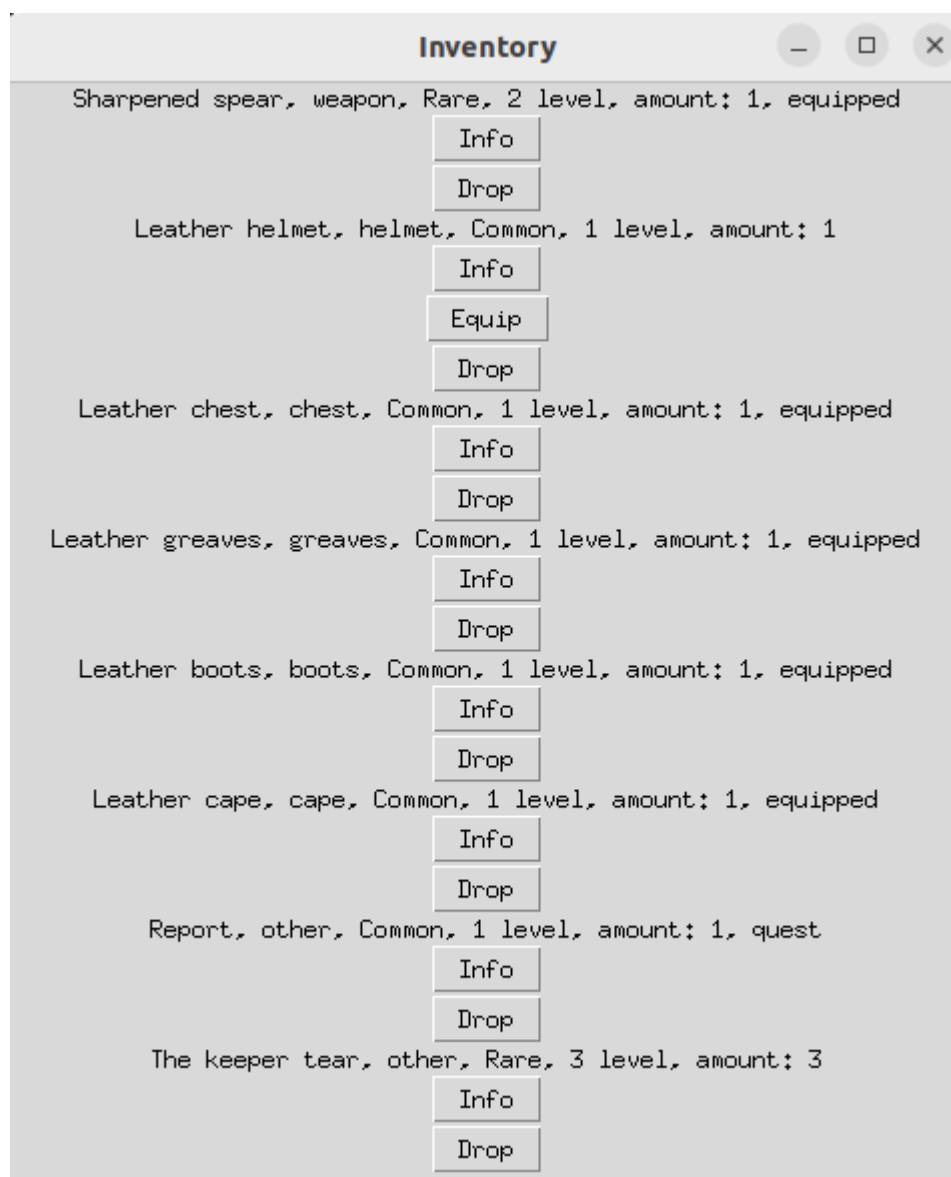 Inventory
Sharpened spear, weapon, Rare, 2 level, amount: 1, equipped
Info
Drop
Leather helmet, helmet, Common, 1 level, amount: 1
Info
Equip
Drop
Leather chest, chest, Common, 1 level, amount: 1, equipped
Info
Drop
Leather greaves, greaves, Common, 1 level, amount: 1, equipped
Info
Drop
Leather boots, boots, Common, 1 level, amount: 1, equipped
Info
Drop
Leather cape, cape, Common, 1 level, amount: 1, equipped
Info
Drop
Report, other, Common, 1 level, amount: 1, quest
Info
Drop
The keeper tear, other, Rare, 3 level, amount: 3
Info
Drop